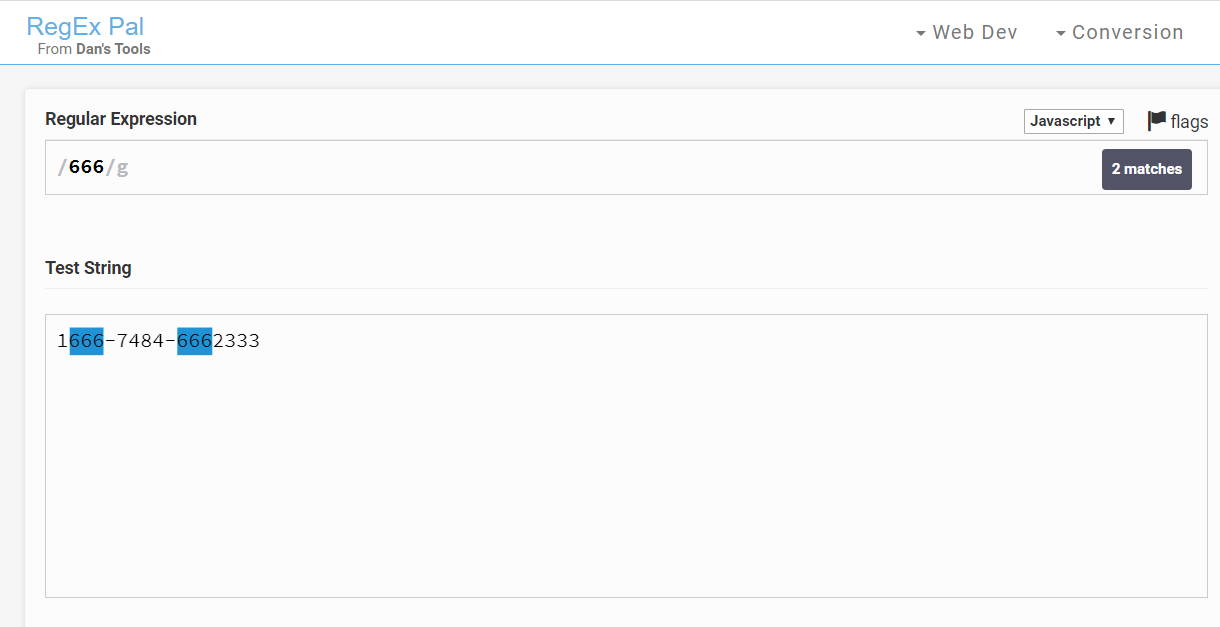 RegEx Pal
From Dan's Tools
Web Dev
Conversion
Regular Expression
Javascript
flags
/666/g
2 matches
Test String
1666-7484-6662333